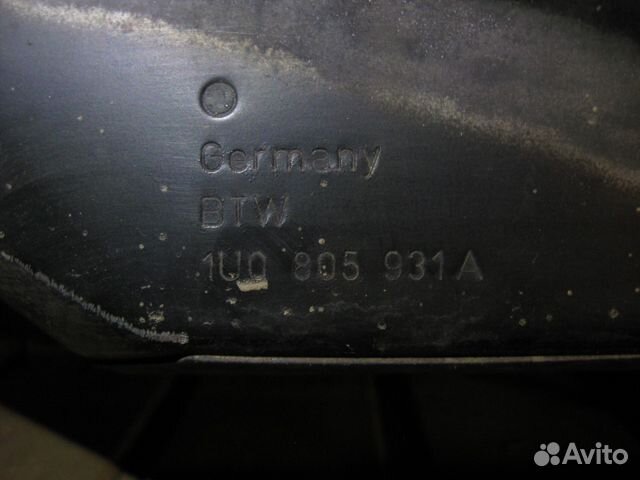 Germany
BTW
1U0 805 931 A
Avito